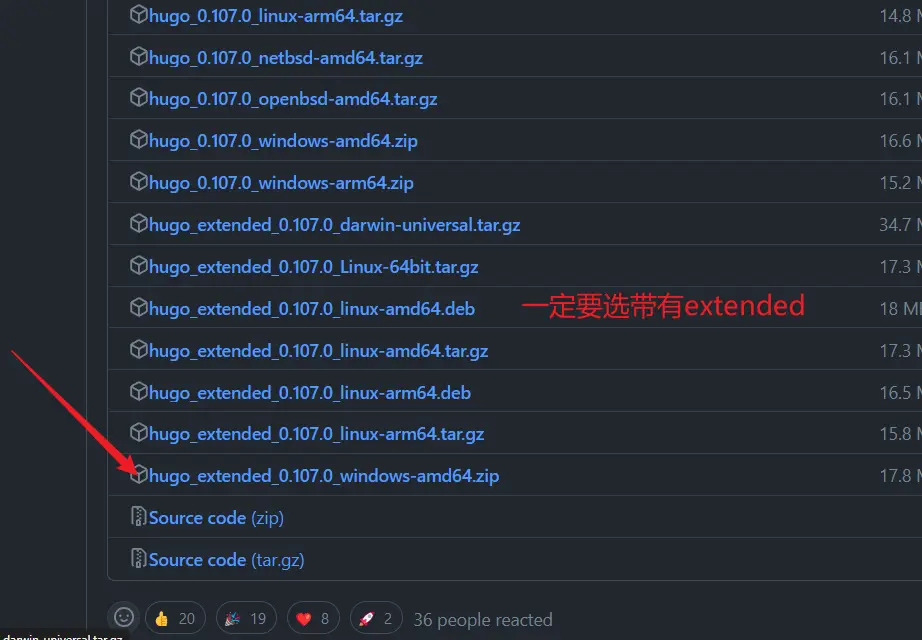 hugo_0.107.0_linux-arm64.tar.gz 14.8 M
hugo_0.107.0_netbsd-amd64.tar.gz 16.1 M
hugo_0.107.0_openbsd-amd64.tar.gz 16.1 M
hugo_0.107.0_windows-amd64.zip 16.6 M
hugo_0.107.0_windows-arm64.zip 15.2 M
hugo_extended_0.107.0_darwin-universal.tar.gz 34.7 M
hugo_extended_0.107.0_Linux-64bit.tar.gz 17.3 M
hugo_extended_0.107.0_linux-amd64.deb 一定要选带有extended 18 M
hugo_extended_0.107.0_linux-amd64.tar.gz 17.3 M
hugo_extended_0.107.0_linux-arm64.deb 16.5 M
hugo_extended_0.107.0_linux-arm64.tar.gz 15.8 M
hugo_extended_0.107.0_windows-amd64.zip 17.8 M
Source code (zip)
Source code (tar.gz)
20 19 8 2 36 people reacted
darwin-universal.tar.gz